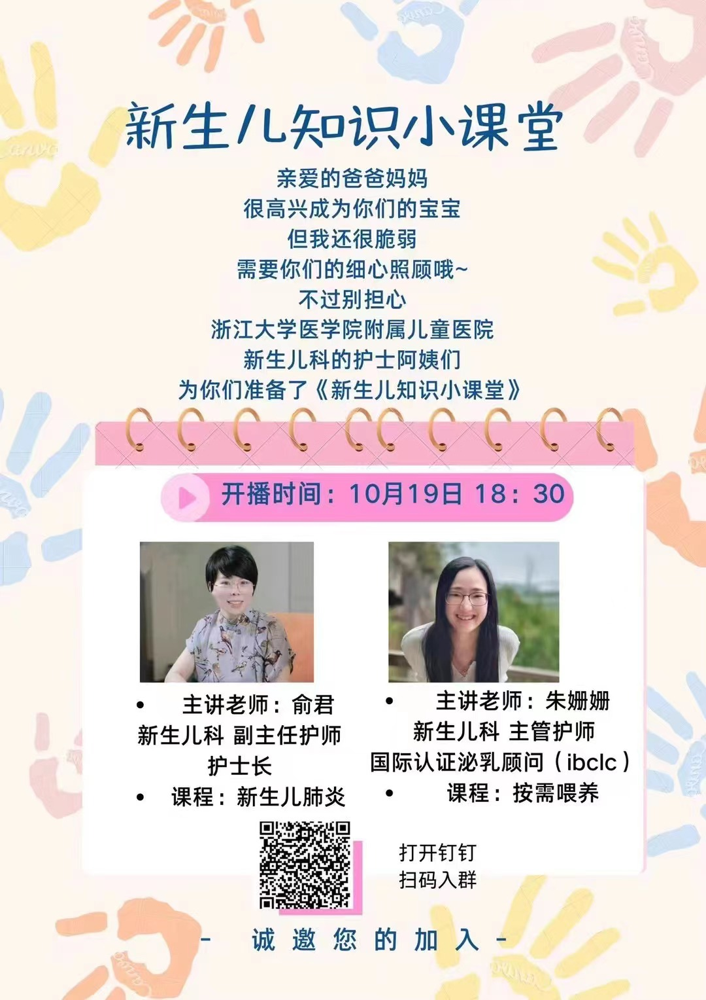 新生儿知识小课堂
亲爱的爸爸妈妈
很高兴成为你们的宝宝
但我还很脆弱
需要你们的细心照顾哦~
不过别担心
浙江大学医学院附属儿童医院
新生儿科的护士阿姨们
为你们准备了《新生儿知识小课堂》
开播时间：10月19日 18：30
• 主讲老师：俞君
新生儿科 副主任护师
护士长
• 课程：新生儿肺炎
• 主讲老师：朱姗姗
新生儿科 主管护师
国际认证泌乳顾问（ibclc）
• 课程：按需喂养
打开钉钉
扫码入群
- 诚邀您的加入 -